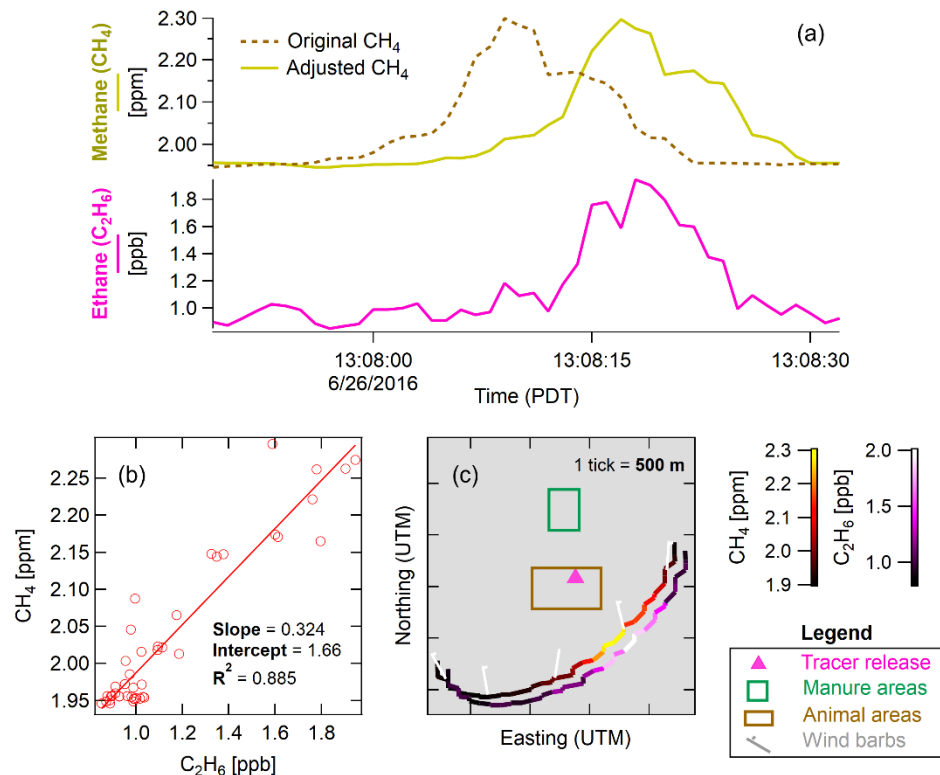 Methane (CH₄)
[ppm]
2.30
2.20
2.10
2.00
Original CH₄
Adjusted CH₄
(a)
Ethane (C₂H₆)
[ppb]
1.8
1.6
1.4
1.2
1.0
13:08:00
13:08:15
13:08:30
6/26/2016
Time (PDT)
CH₄ [ppm]
2.25
2.20
2.15
2.10
2.05
2.00
1.95
(b)
Slope = 0.324
Intercept = 1.66
R² = 0.885
1.0
1.2
1.4
1.6
1.8
C₂H₆ [ppb]
Northing (UTM)
(c)
1 tick = 500 m
Easting (UTM)
CH₄ [ppm]
2.3
2.2
2.1
2.0
1.9
C₂H₆ [ppb]
2.0
1.5
1.0
Legend
Tracer release
Manure areas
Animal areas
Wind barbs